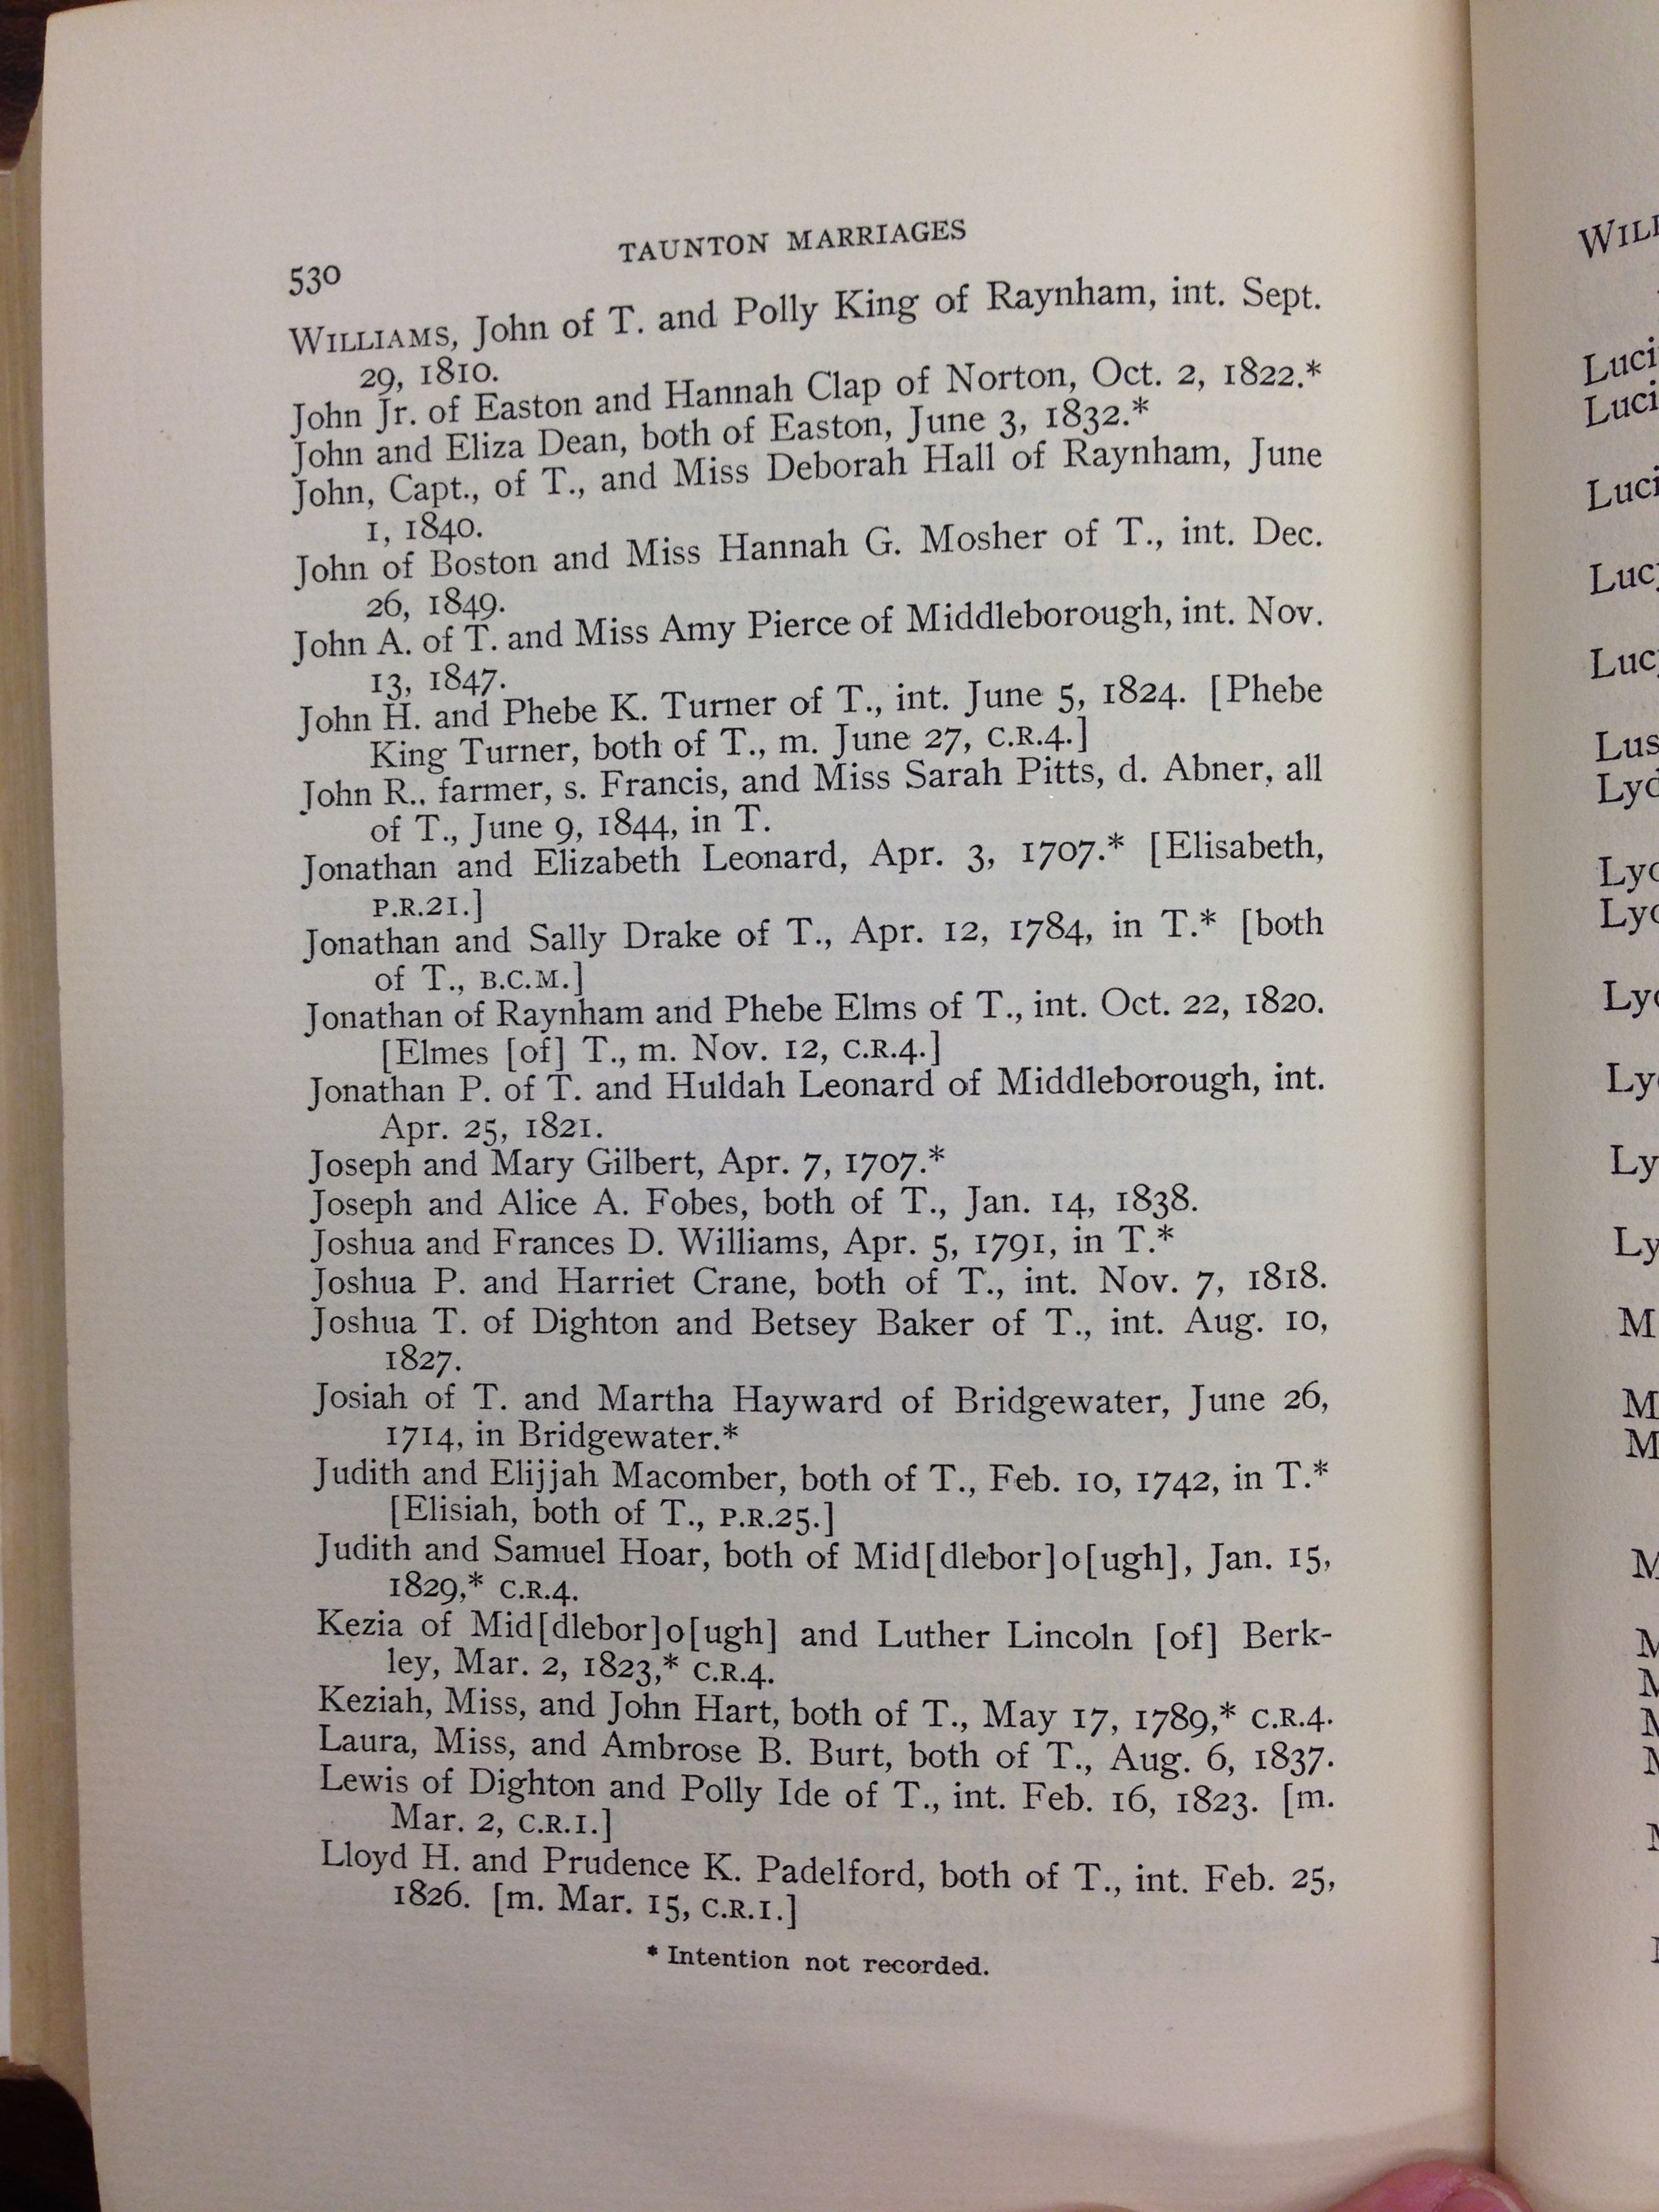 TAUNTON MARRIAGES
530
WILLIAMS, John of T. and Polly King of Raynham, int. Sept.
29, 1810.
John Jr. of Easton and Hannah Clap of Norton, Oct. 2, 1822.*
John and Eliza Dean, both of Easton, June 3, 1832.*
John, Capt., of T., and Miss Deborah Hall of Raynham, June
1, 1840.
John of Boston and Miss Hannah G. Mosher of T., int. Dec.
26, 1849.
John A. of T. and Miss Amy Pierce of Middleborough, int. Nov.
13, 1847.
John H. and Phebe K. Turner of T., int. June 5, 1824. [Phebe
King Turner, both of T., m. June 27, C.R.4.]
John R., farmer, s. Francis, and Miss Sarah Pitts, d. Abner, all
of T., June 9, 1844, in T.
Jonathan and Elizabeth Leonard, Apr. 3, 1707.* [Elisabeth,
P.R.21.]
Jonathan and Sally Drake of T., Apr. 12, 1784, in T.* [both
of T., B.C.M.]
Jonathan of Raynham and Phebe Elms of T., int. Oct. 22, 1820.
[Elmes [of] T., m. Nov. 12, C.R.4.]
Jonathan P. of T. and Huldah Leonard of Middleborough, int.
Apr. 25, 1821.
Joseph and Mary Gilbert, Apr. 7, 1707.*
Joseph and Alice A. Fobes, both of T., Jan. 14, 1838.
Joshua and Frances D. Williams, Apr. 5, 1791, in T.*
Joshua P. and Harriet Crane, both of T., int. Nov. 7, 1818.
Joshua T. of Dighton and Betsey Baker of T., int. Aug. 10,
1827.
Josiah of T. and Martha Hayward of Bridgewater, June 26,
1714, in Bridgewater.*
Judith and Elijjah Macomber, both of T., Feb. 10, 1742, in T.*
[Elisiah, both of T., P.R.25.]
Judith and Samuel Hoar, both of Mid[dlebor]o[ugh], Jan. 15,
1829,* C.R.4.
Kezia of Mid[dlebor]o[ugh] and Luther Lincoln [of] Berk-
ley, Mar. 2, 1823,* C.R.4.
Keziah, Miss, and John Hart, both of T., May 17, 1789,* C.R.4.
Laura, Miss, and Ambrose B. Burt, both of T., Aug. 6, 1837.
Lewis of Dighton and Polly Ide of T., int. Feb. 16, 1823. [m.
Mar. 2, C.R.1.]
Lloyd H. and Prudence K. Padelford, both of T., int. Feb. 25,
1826. [m. Mar. 15, C.R.1.]
* Intention not recorded.